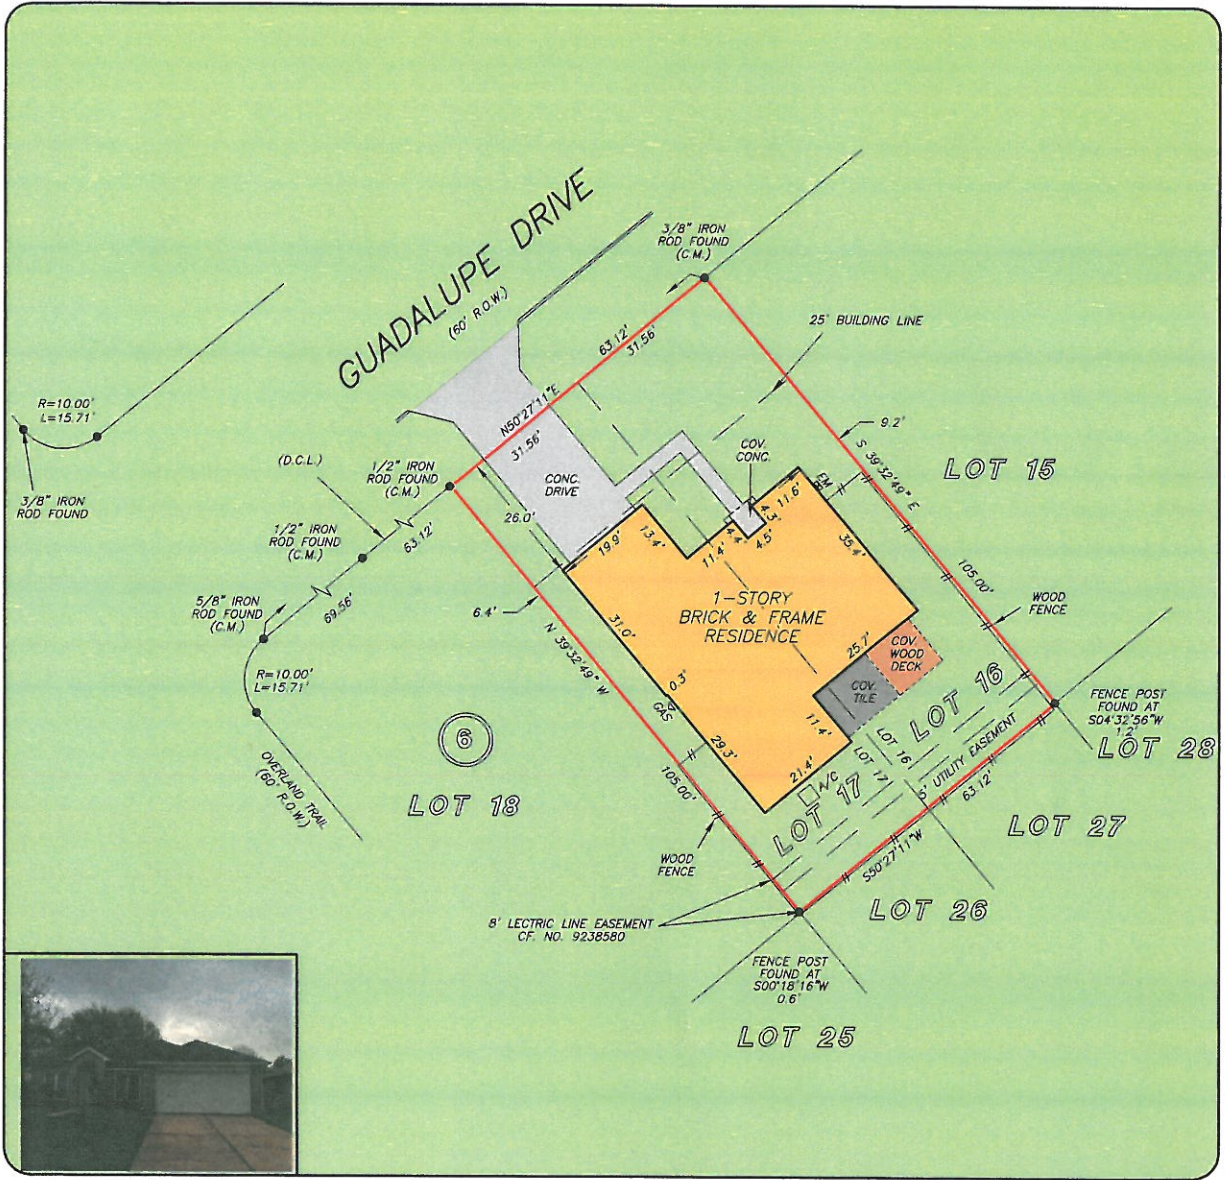 GUADALUPE DRIVE
(60' R.O.W.)
3/8" IRON
ROD FOUND
(C.M.)
25' BUILDING LINE
63.12'
31.56'
N50°27'11"E
31.56'
R=10.00'
L=15.71'
3/8" IRON
ROD FOUND
(D.C.L.)
1/2" IRON
ROD FOUND
(C.M.)
1/2" IRON
ROD FOUND
(C.M.)
63.12'
5/8" IRON
ROD FOUND
(C.M.)
69.56'
R=10.00'
L=15.71'
OVERLAND TRAIL
(60' R.O.W.)
CONC.
DRIVE
26.0'
COV.
CONC.
9.2'
S 39°32'49" E
LOT 15
EM
11.6'
4.3'
4.5'
4.4'
11.4'
13.4'
19.9'
35.4'
105.00'
WOOD
FENCE
1-STORY
BRICK & FRAME
RESIDENCE
6.4'
N 39°32'49" W
31.0'
0.3'
GAS
29.3'
105.00'
25.7'
COV.
WOOD
DECK
COV.
TILE
11.4'
21.4'
A/C
LOT 16
LOT 17
LOT 16
LOT 17
5' UTILITY EASEMENT
63.12'
S50°27'11"W
FENCE POST
FOUND AT
S04°32'56"W
1.2'
LOT 28
LOT 27
LOT 26
6
LOT 18
WOOD
FENCE
8' LECTRIC LINE EASEMENT
CF. NO. 9238580
FENCE POST
FOUND AT
S00°18'16"W
0.6'
LOT 25